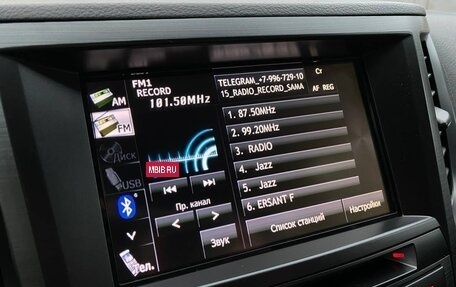 FM1
RECORD
101.50MHz
TELEGRAM_+7-996-729-10
15_RADIO_RECORD_SAMA
Cr
AF REG
AM
FM
Диск
USB
Тел.
MBIB RU
Пр. канал
Звук
1. 87.50MHz
2. 99.20MHz
3. RADIO
4. Jazz
5. Jazz
6. ERSANT F
Список станций
Настройки